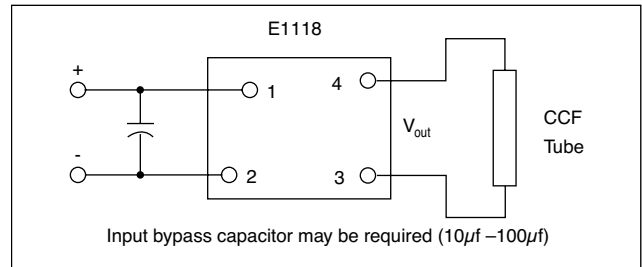 E1118
+
1
4
Vout
CCF
Tube
-
2
3
Input bypass capacitor may be required (10µf –100µf)